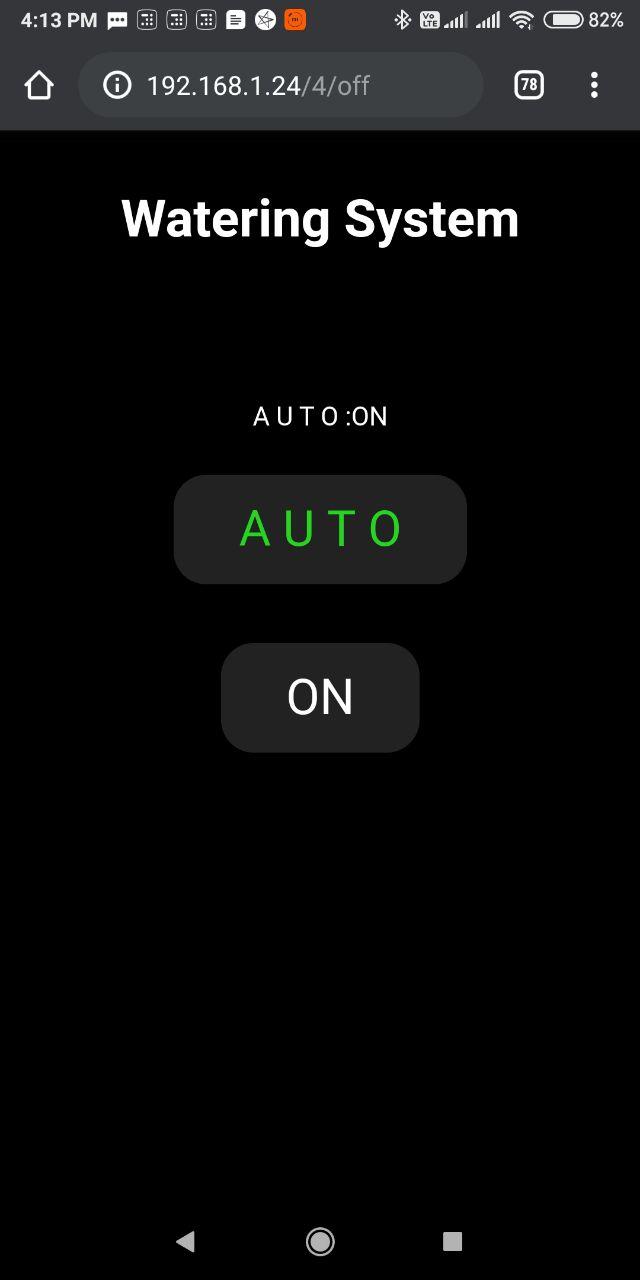 4:13 PM
Vo LTE
82%
192.168.1.24/4/off
78
Watering System
A U T O :ON
A U T O
ON